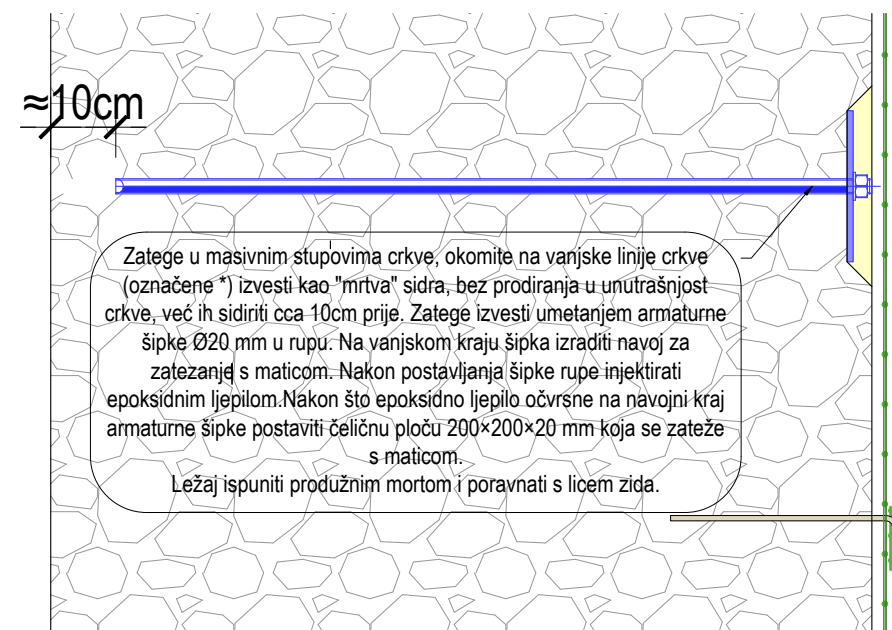 ≈10cm
Zatege u masivnim stupovima crkve, okomite na vanjske linije crkve
(označene *) izvesti kao "mrtva" sidra, bez prodiranja u unutrašnjost
crkve, već ih sidriti cca 10cm prije. Zatege izvesti umetanjem armaturne
šipke Ø20 mm u rupu. Na vanjskom kraju šipka izraditi navoj za
zatezanje s maticom. Nakon postavljanja šipke rupe injektirati
epoksidnim ljepilom.Nakon što epoksidno ljepilo očvrsne na navojni kraj
armaturne šipke postaviti čeličnu ploču 200×200×20 mm koja se zateže
s maticom.
Ležaj ispuniti produžnim mortom i poravnati s licem zida.